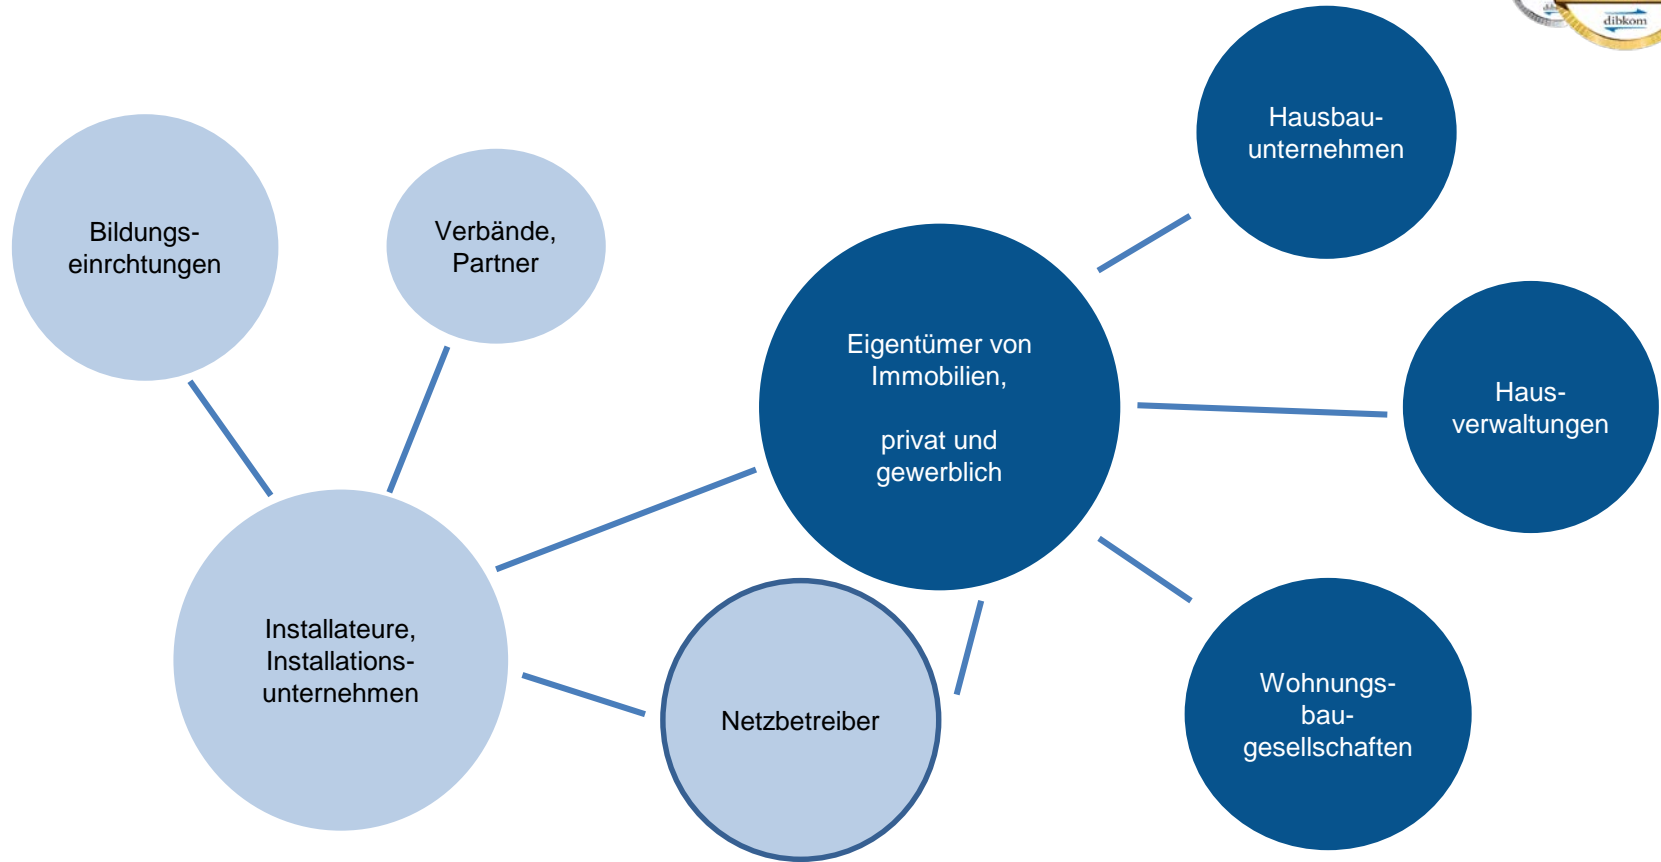 dibkom
Hausbau-
unternehmen
Bildungs-
einrchtungen
Verbände,
Partner
Eigentümer von
Immobilien,
privat und
gewerblich
Haus-
verwaltungen
Installateure,
Installations-
unternehmen
Netzbetreiber
Wohnungs-
bau-
gesellschaften